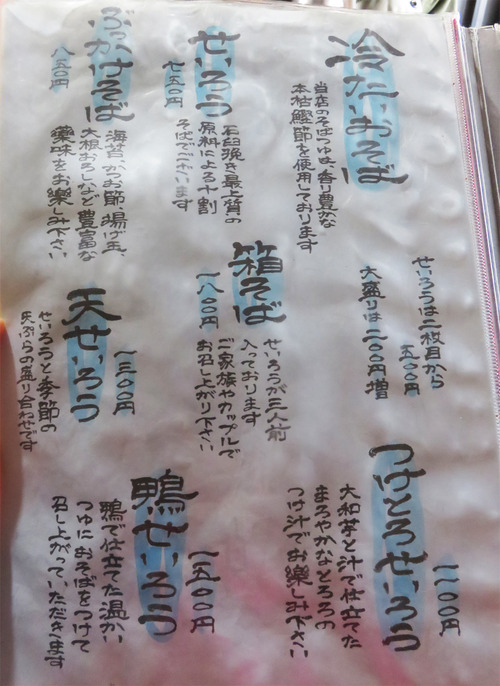 冷たいおそば
当店のそばつゆは、香り豊かな
本枯鰹節を使用しております
せいろう
七五〇円
石臼挽き最上質の
原料による十割
そばでございます
ぶっかけそば
八五〇円
海苔、かつお節、揚げ玉、
大根おろしなど豊富な
薬味をお楽しみ下さい
せいろうは二枚目から
五〇〇円
大盛りは二〇〇円増
箱そば
一八〇〇円
せいろうが三人前
入っております
ご家族やカップルで
お召し上がり下さい
天せいろう
一三〇〇円
せいろうと季節の
天ぷらの盛り合わせです
つけとろせいろう
一一〇〇円
大和芋と汁で仕立てた
まろやかなとろろの
つけ汁でお楽しみ下さい
鴨せいろう
一五〇〇円
鴨で仕立てた温かい
つゆにおそばをつけて
召し上がっていただきます